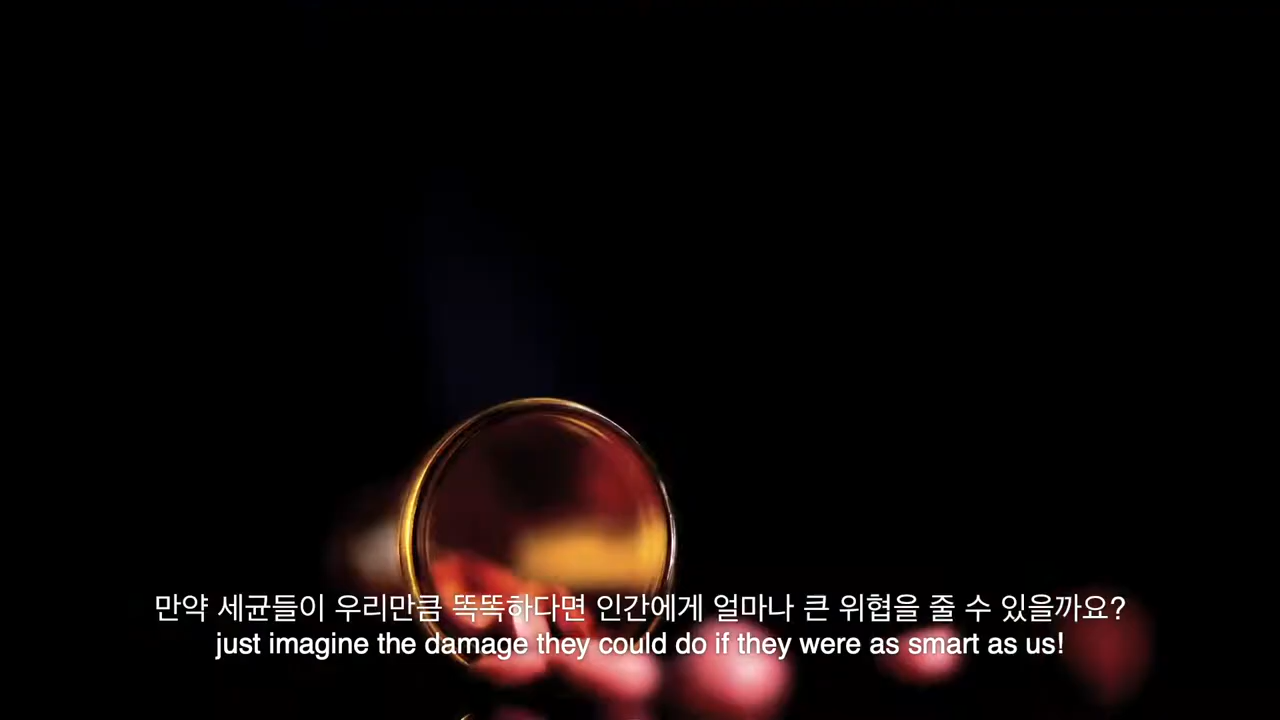 만약 세균들이 우리만큼 똑똑하다면 인간에게 얼마나 큰 위협을 줄 수 있을까요?
just imagine the damage they could do if they were as smart as us!